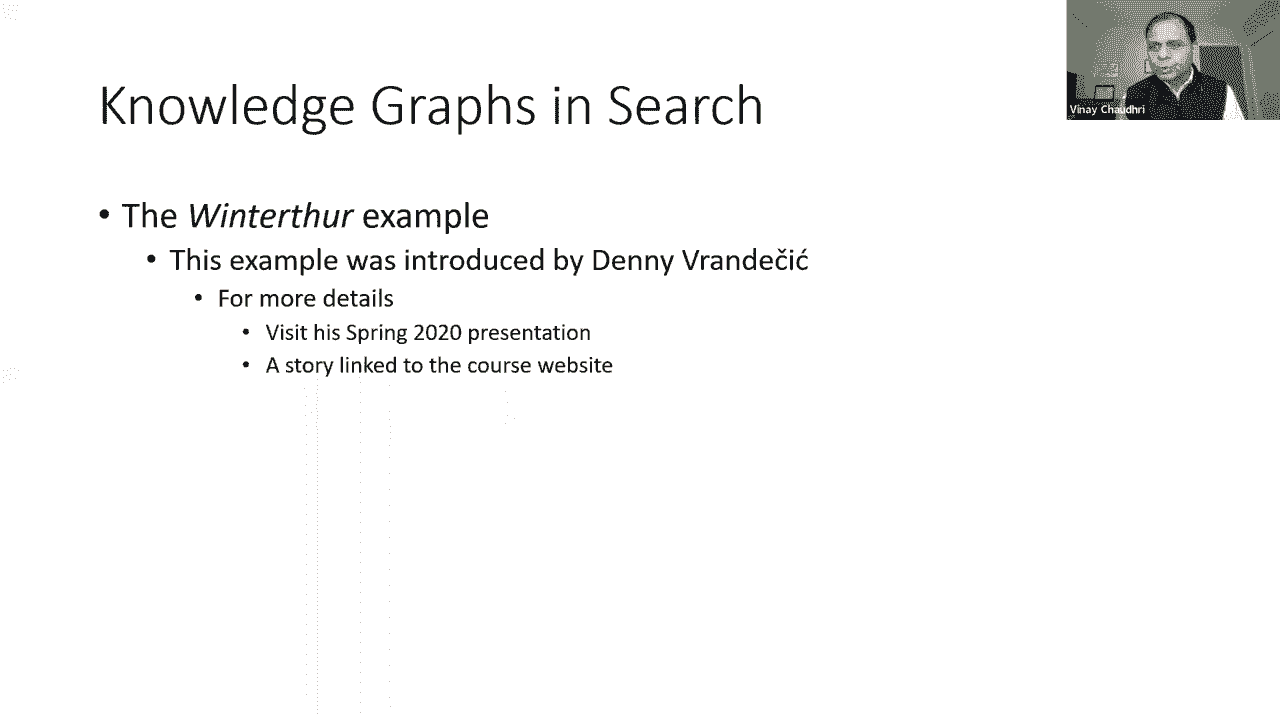 Knowledge Graphs in Search
Vinay Chaudhri
• The Winterthur example
• This example was introduced by Denny Vrandečić
• For more details
• Visit his Spring 2020 presentation
• A story linked to the course website